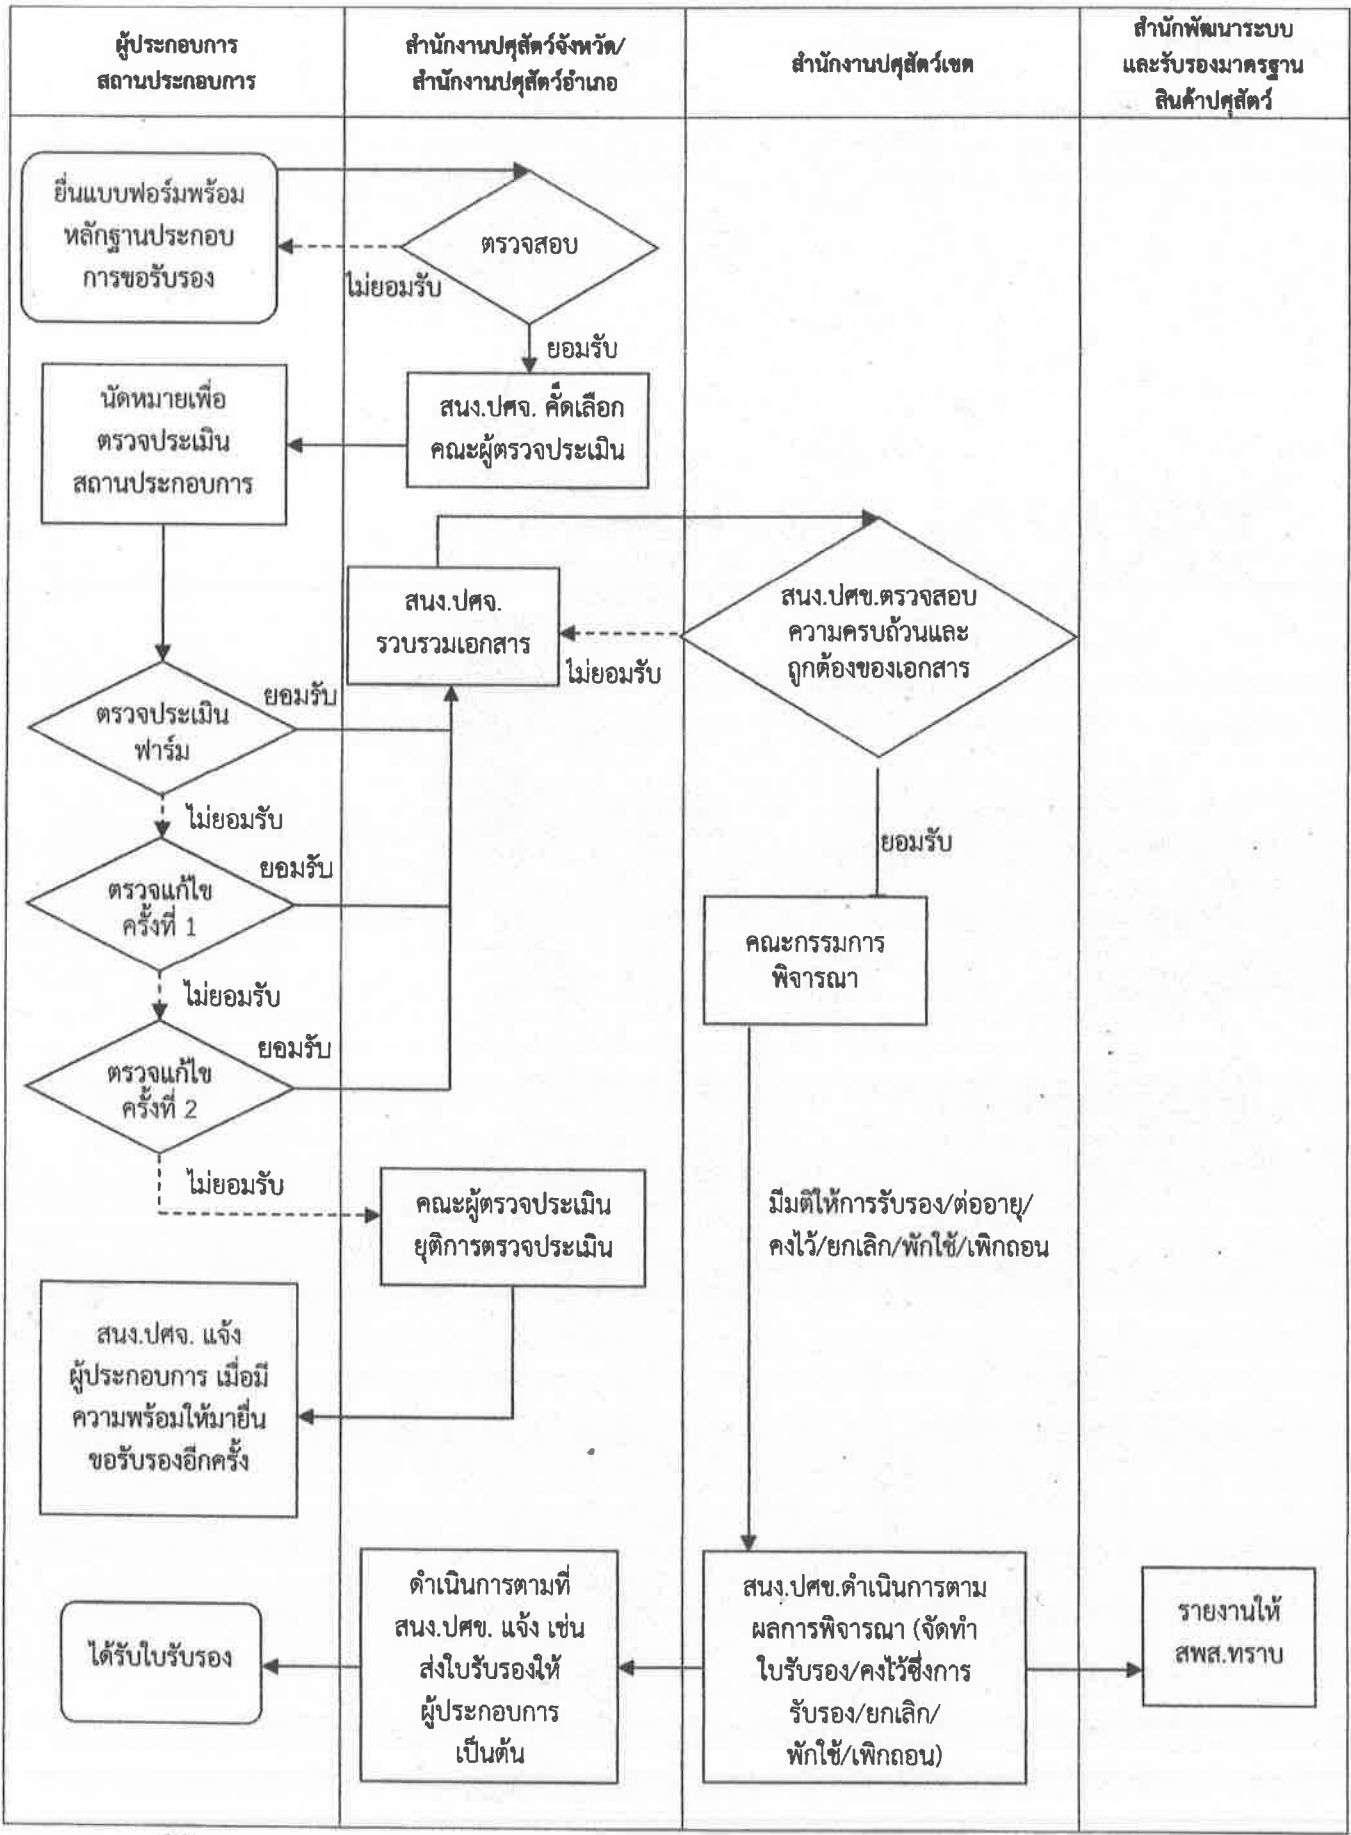 ผู้ประกอบการ
สถานประกอบการ
สำนักงานปศุสัตว์จังหวัด/
สำนักงานปศุสัตว์อำเภอ
สำนักงานปศุสัตว์เขต
สำนักพัฒนาระบบ
และรับรองมาตรฐาน
สินค้าปศุสัตว์
ยื่นแบบฟอร์มพร้อม
หลักฐานประกอบ
การขอรับรอง
ตรวจสอบ
ไม่ยอมรับ
ยอมรับ
สนง.ปศจ. คัดเลือก
คณะผู้ตรวจประเมิน
นัดหมายเพื่อ
ตรวจประเมิน
สถานประกอบการ
สนง.ปศจ.
รวบรวมเอกสาร
สนง.ปศข.ตรวจสอบ
ความครบถ้วนและ
ถูกต้องของเอกสาร
ไม่ยอมรับ
ตรวจประเมิน
ฟาร์ม
ยอมรับ
ไม่ยอมรับ
ยอมรับ
ตรวจแก้ไข
ครั้งที่ 1
ยอมรับ
ไม่ยอมรับ
คณะกรรมการ
พิจารณา
ตรวจแก้ไข
ครั้งที่ 2
ยอมรับ
ไม่ยอมรับ
คณะผู้ตรวจประเมิน
ยุติการตรวจประเมิน
มีมติให้การรับรอง/ต่ออายุ/
คงไว้/ยกเลิก/พักใช้/เพิกถอน
สนง.ปศจ. แจ้ง
ผู้ประกอบการ เมื่อมี
ความพร้อมให้มายื่น
ขอรับรองอีกครั้ง
ได้รับใบรับรอง
ดำเนินการตามที่
สนง.ปศข. แจ้ง เช่น
ส่งใบรับรองให้
ผู้ประกอบการ
เป็นต้น
สนง.ปศข.ดำเนินการตาม
ผลการพิจารณา (จัดทำ
ใบรับรอง/คงไว้ซึ่งการ
รับรอง/ยกเลิก/
พักใช้/เพิกถอน)
รายงานให้
สพส.ทราบ